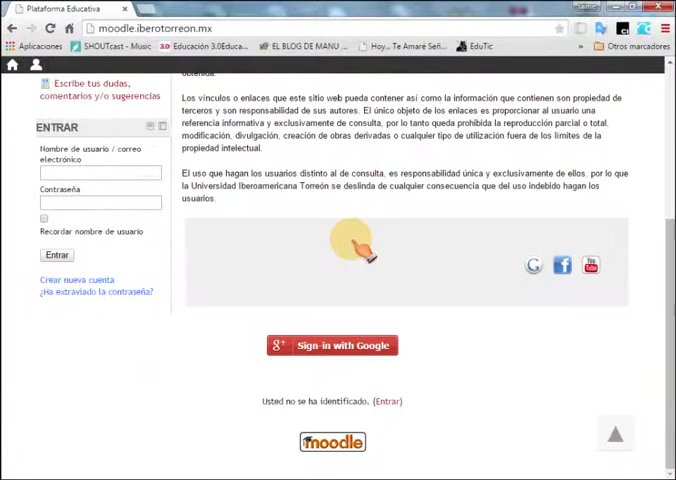 Plataforma Educativa
Jaime
moodle.iberotorreon.mx
Aplicaciones
SHOUTcast - Music
3.0 Educación 3.0Educa...
EL BLOG DE MANU ...
Hoy... Te Amaré Señ...
EduTic
Otros marcadores
Escribe tus dudas,
comentarios y/o sugerencias
ENTRAR
Nombre de usuario / correo
electrónico
Contraseña
Recordar nombre de usuario
Entrar
Crear nueva cuenta
¿Ha extraviado la contraseña?
obtenida.
Los vínculos o enlaces que este sitio web pueda contener así como la información que contienen son propiedad de
terceros y son responsabilidad de sus autores. El único objeto de los enlaces es proporcionar al usuario una
referencia informativa y exclusivamente de consulta, por lo tanto queda prohibida la reproducción parcial o total,
modificación, divulgación, creación de obras derivadas o cualquier tipo de utilización fuera de los límites de la
propiedad intelectual.
El uso que hagan los usuarios distinto al de consulta, es responsabilidad única y exclusivamente de ellos, por lo que
la Universidad Iberoamericana Torreón se deslinda de cualquier consecuencia que del uso indebido hagan los
usuarios.
G
f
You
Tube
g+ Sign-in with Google
Usted no se ha identificado. (Entrar)
moodle